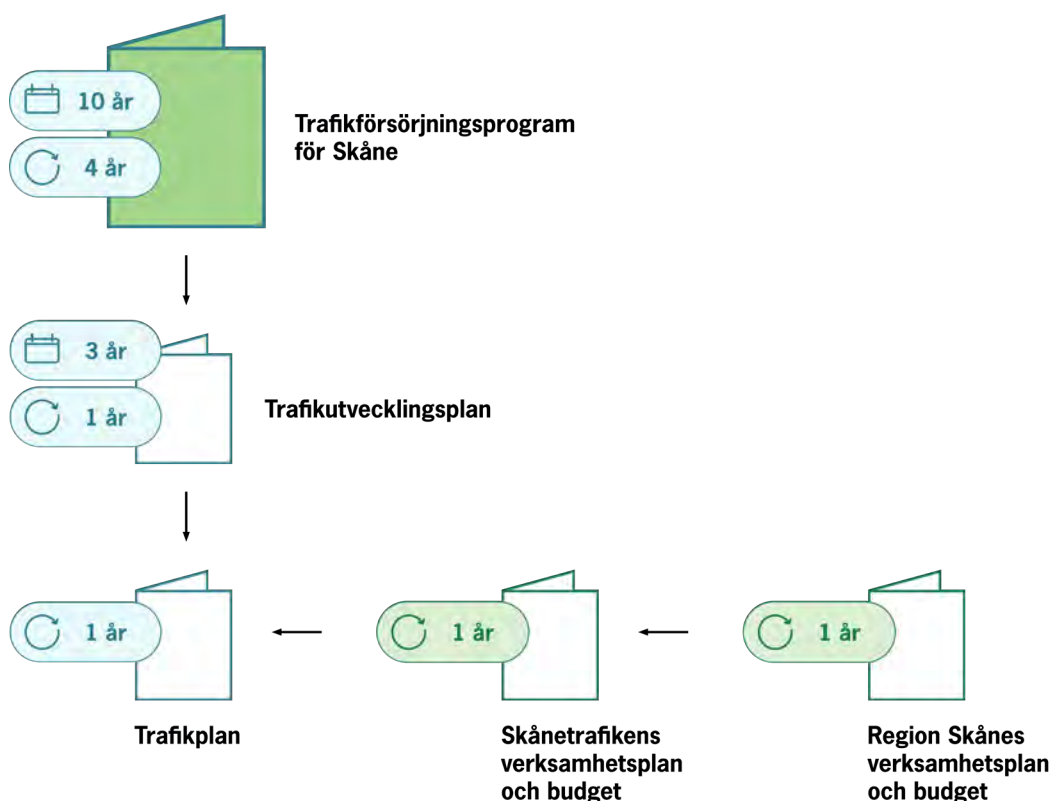 10 år
4 år
Trafikförsörjningsprogram
för Skåne
3 år
1 år
Trafikutvecklingsplan
1 år
1 år
1 år
Trafikplan
Skånetrafikens
verksamhetsplan
och budget
Region Skånes
verksamhetsplan
och budget